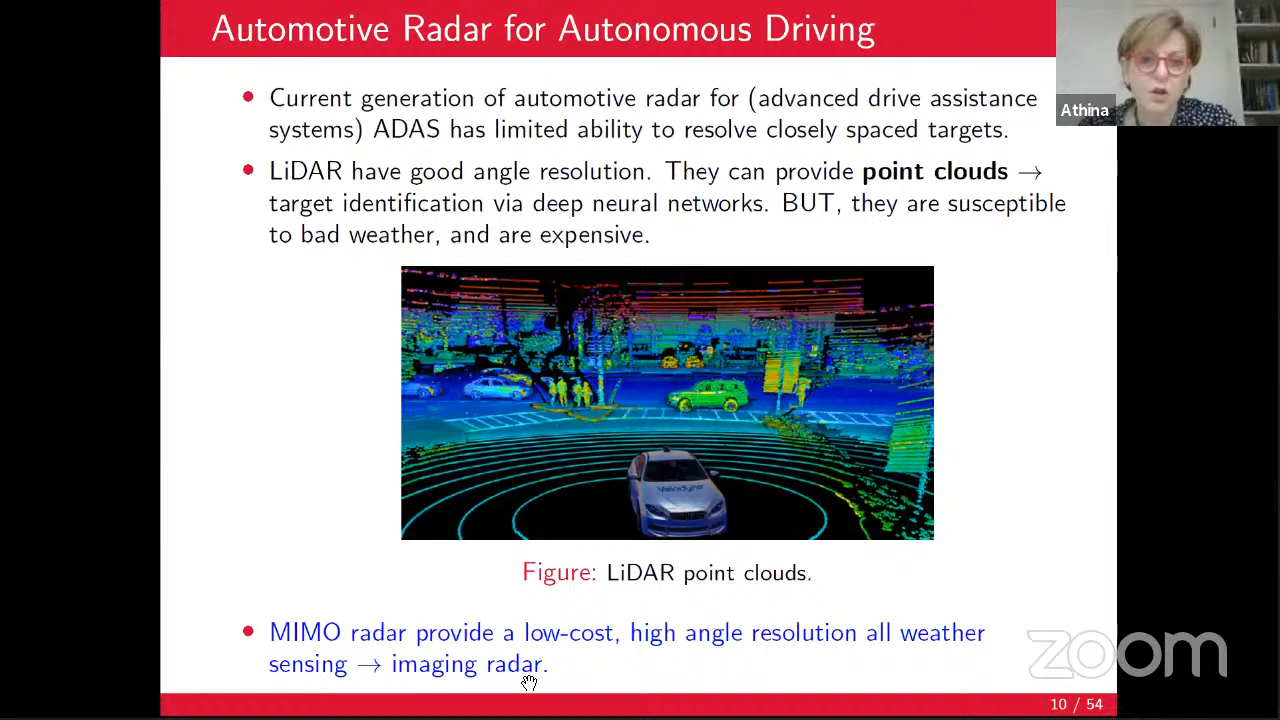 Automotive Radar for Autonomous Driving
Athina
• Current generation of automotive radar for (advanced drive assistance
systems) ADAS has limited ability to resolve closely spaced targets.
• LiDAR have good angle resolution. They can provide point clouds →
target identification via deep neural networks. BUT, they are susceptible
to bad weather, and are expensive.
Velodyne
Figure: LiDAR point clouds.
• MIMO radar provide a low-cost, high angle resolution all weather
sensing → imaging radar.
zoom
10 / 54